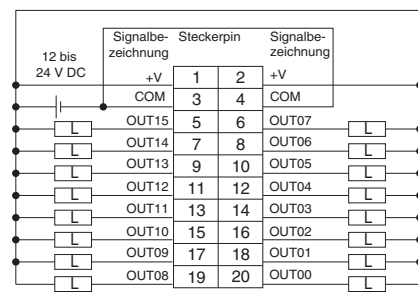 Signalbe-
zeichnung
Steckerpin
Signalbe-
zeichnung
12 bis
24 V DC
+V 1 2 +V
COM 3 4 COM
L OUT15 5 6 OUT07 L
L OUT14 7 8 OUT06 L
L OUT13 9 10 OUT05 L
L OUT12 11 12 OUT04 L
L OUT11 13 14 OUT03 L
L OUT10 15 16 OUT02 L
L OUT09 17 18 OUT01 L
L OUT08 19 20 OUT00 L